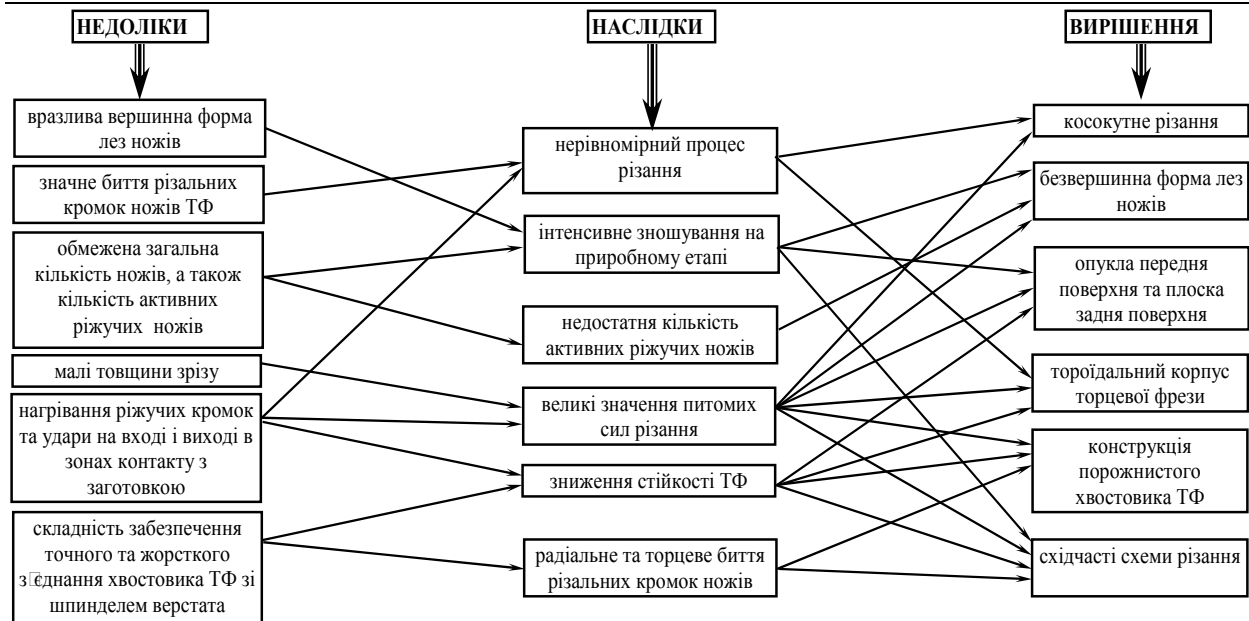 НЕДОЛІКИ
вразлива вершинна форма
лез ножів
значне биття різальних
кромок ножів ТФ
обмежена загальна
кількість ножів, а також
кількість активних
ріжучих ножів
малі товщини зрізу
нагрівання ріжучих кромок
та удари на вході і виході в
зонах контакту з
заготовкою
складність забезпечення
точного та жорсткого
з□єднання хвостовика ТФ зі
шпинделем верстата
НАСЛІДКИ
нерівномірний процес
різання
інтенсивне зношування на
приробному етапі
недостатня кількість
активних ріжучих ножів
великі значення питомих
сил різання
зниження стійкості ТФ
радіальне та торцеве биття
різальних кромок ножів
ВИРІШЕННЯ
косокутне різання
безвершинна форма лез
ножів
опукла передня
поверхня та плоска
задня поверхня
тороїдальний корпус
торцевої фрези
конструкція
порожнистого
хвостовика ТФ
східчасті схеми різання